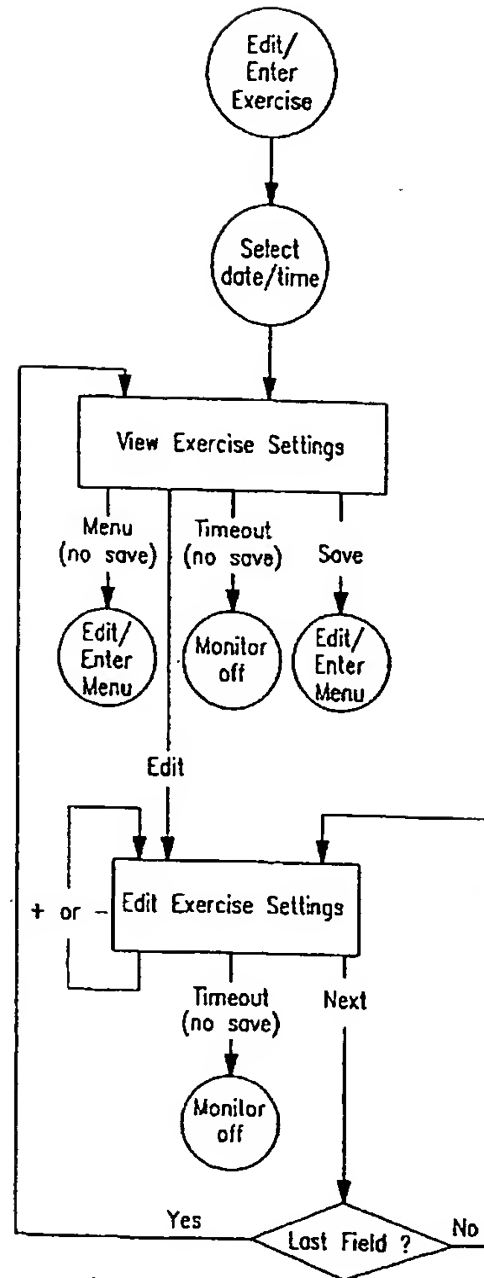 Edit/
Enter
Exercise
Select
date/time
View Exercise Settings
Menu
(no save)
Timeout
(no save)
Save
Edit/
Enter
Menu
Monitor
off
Edit/
Enter
Menu
Edit
+ or -
Edit Exercise Settings
Timeout
(no save)
Next
Monitor
off
Yes
Last Field ?
No